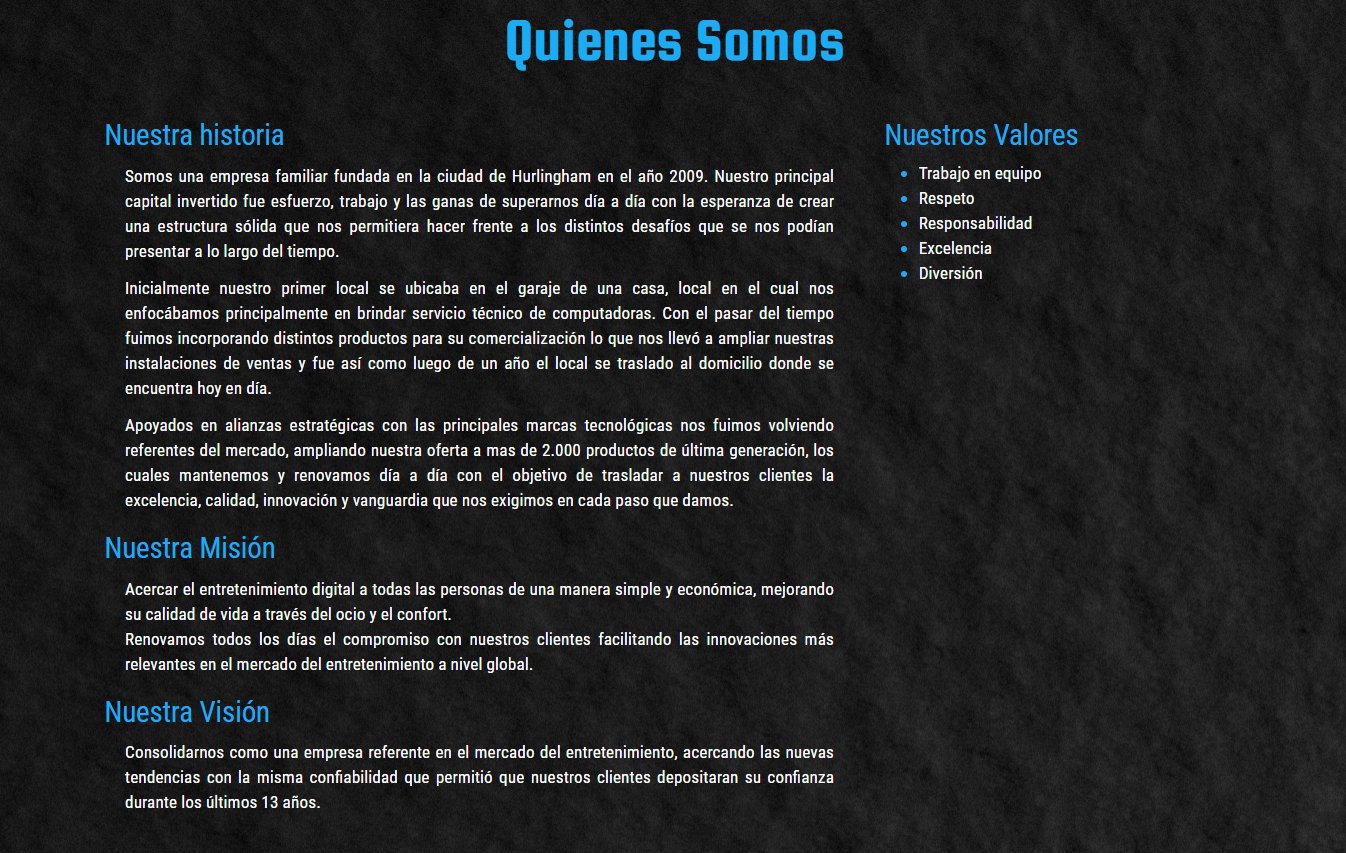 Quienes Somos
Nuestra historia
Somos una empresa familiar fundada en la ciudad de Hurlingham en el año 2009. Nuestro principal
capital invertido fue esfuerzo, trabajo y las ganas de superarnos día a día con la esperanza de crear
una estructura sólida que nos permitiera hacer frente a los distintos desafíos que se nos podían
presentar a lo largo del tiempo.
Inicialmente nuestro primer local se ubicaba en el garaje de una casa, local en el cual nos
enfocábamos principalmente en brindar servicio técnico de computadoras. Con el pasar del tiempo
fuimos incorporando distintos productos para su comercialización lo que nos llevó a ampliar nuestras
instalaciones de ventas y fue así como luego de un año el local se traslado al domicilio donde se
encuentra hoy en día.
Apoyados en alianzas estratégicas con las principales marcas tecnológicas nos fuimos volviendo
referentes del mercado, ampliando nuestra oferta a mas de 2.000 productos de última generación, los
cuales mantenemos y renovamos día a día con el objetivo de trasladar a nuestros clientes la
excelencia, calidad, innovación y vanguardia que nos exigimos en cada paso que damos.
Nuestra Misión
Acercar el entretenimiento digital a todas las personas de una manera simple y económica, mejorando
su calidad de vida a través del ocio y el confort.
Renovamos todos los días el compromiso con nuestros clientes facilitando las innovaciones más
relevantes en el mercado del entretenimiento a nivel global.
Nuestra Visión
Consolidarnos como una empresa referente en el mercado del entretenimiento, acercando las nuevas
tendencias con la misma confiabilidad que permitió que nuestros clientes depositaran su confianza
durante los últimos 13 años.
Nuestros Valores
Trabajo en equipo
Respeto
Responsabilidad
Excelencia
Diversión